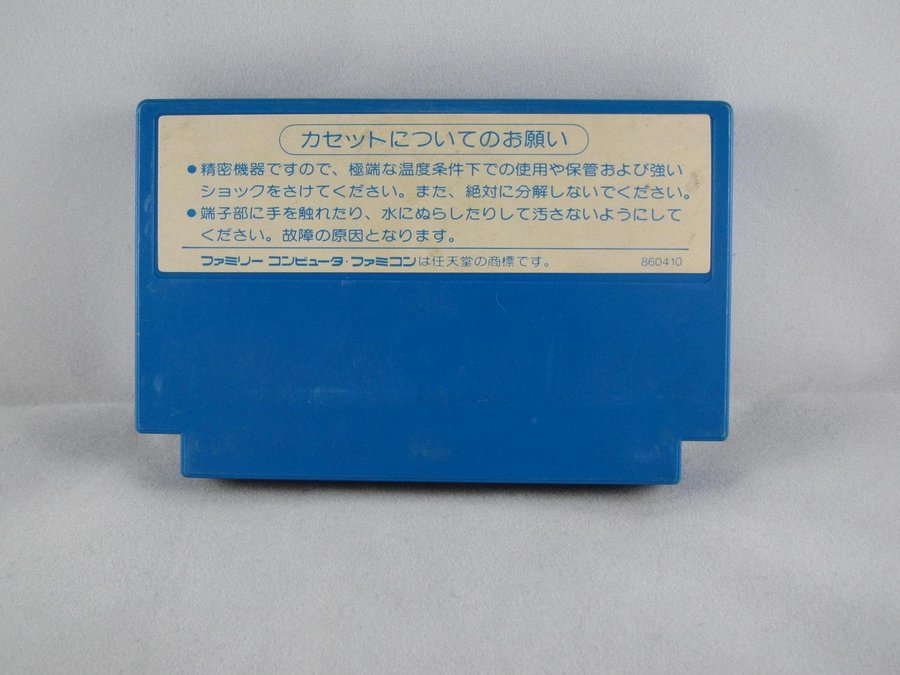 カセットについてのお願い
●精密機器ですので、極端な温度条件下での使用や保管および強い
ショックをさけてください。また、絶対に分解しないでください。
●端子部に手を触れたり、水にぬらしたりして汚さないようにして
ください。故障の原因となります。
ファミリー コンピュータ・ファミコンは任天堂の商標です。 860410